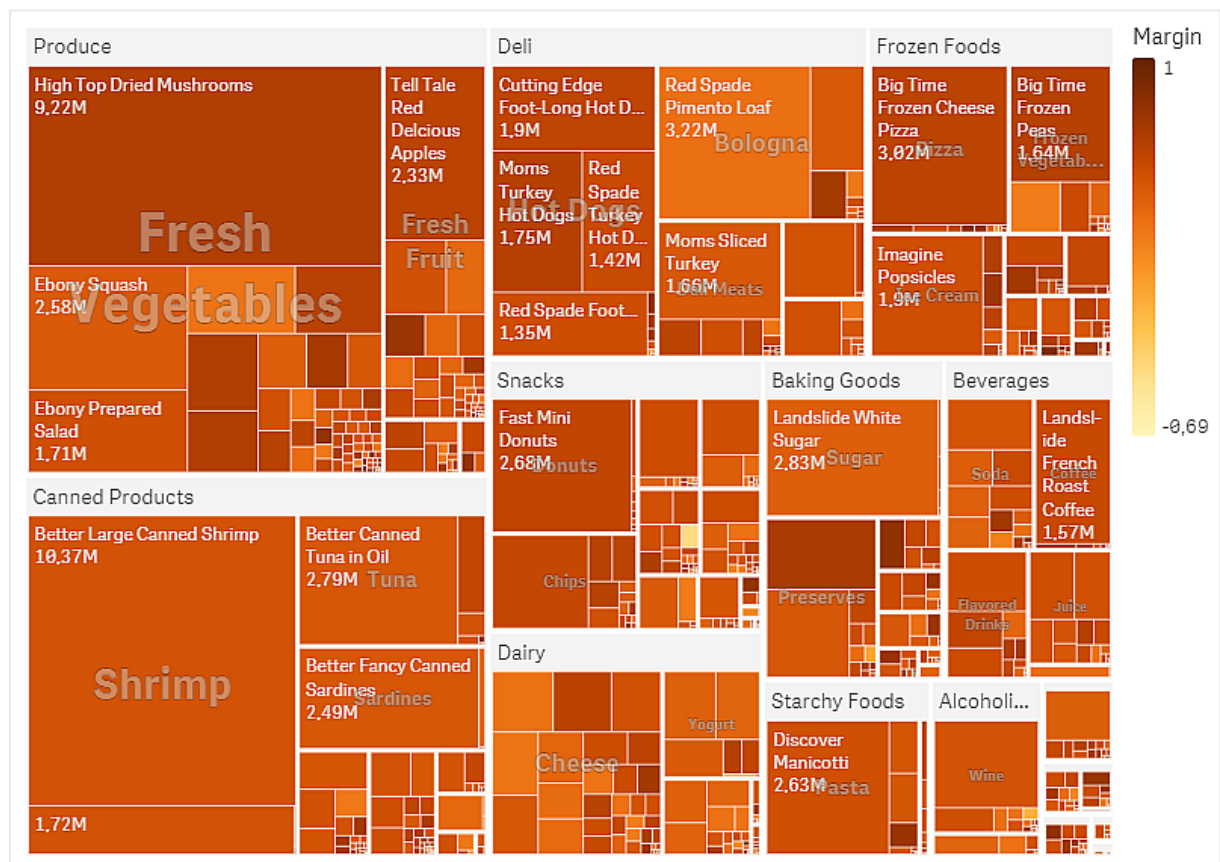 Produce
High Top Dried Mushrooms
9,22M
Fresh
Vegetables
Ebony Squash
2,58M
Ebony Prepared
Salad
1,71M
Tell Tale
Red
Delcious
Apples
2,33M
Fresh
Fruit
Deli
Cutting Edge
Foot-Long Hot D...
1,9M
Moms
Turkey
Hot Dogs
1,75M
Red
Spade
Turkey
Hot D...
1,42M
Hot Dogs
Red Spade Foot...
1,35M
Red Spade
Pimento Loaf
3,22M
Bologna
Moms Sliced
Turkey
1,66M
Deli Meats
Frozen Foods
Big Time
Frozen Cheese
Pizza
3,02M
Pizza
Big Time
Frozen
Peas
1,64M
Frozen
Vegetab...
Imagine
Popsicles
1,9M
Ice Cream
Margin
1
-0,69
Canned Products
Better Large Canned Shrimp
10,37M
Shrimp
1,72M
Better Canned
Tuna in Oil
2,79M
Tuna
Better Fancy Canned
Sardines
2,49M
Sardines
Snacks
Fast Mini
Donuts
2,68M
Donuts
Chips
Baking Goods
Landslide White
Sugar
2,83M
Sugar
Preserves
Beverages
Soda
Landsl-
ide
French
Roast
Coffee
1,57M
Coffee
Flavored
Drinks
Juice
Dairy
Cheese
Yogurt
Starchy Foods
Discover
Manicotti
2,63M
Pasta
Alcoholi...
Wine